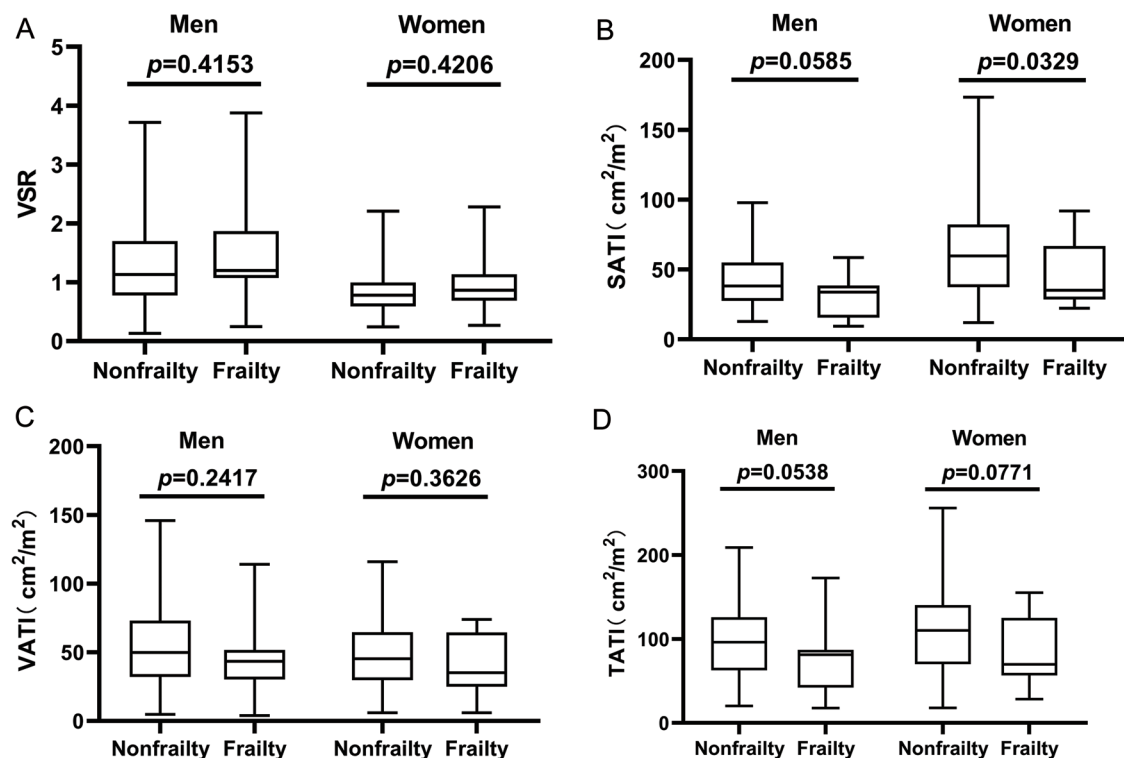 A
Men
Women
p=0.4153
p=0.4206
VSR
5
4
3
2
1
0
Nonfrailty
Frailty
Nonfrailty
Frailty
B
Men
Women
p=0.0585
p=0.0329
SATI( cm²/m²)
200
150
100
50
0
Nonfrailty
Frailty
Nonfrailty
Frailty
C
Men
Women
p=0.2417
p=0.3626
VATI( cm²/m²)
200
150
100
50
0
Nonfrailty
Frailty
Nonfrailty
Frailty
D
Men
Women
p=0.0538
p=0.0771
TATI( cm²/m²)
300
200
100
0
Nonfrailty
Frailty
Nonfrailty
Frailty